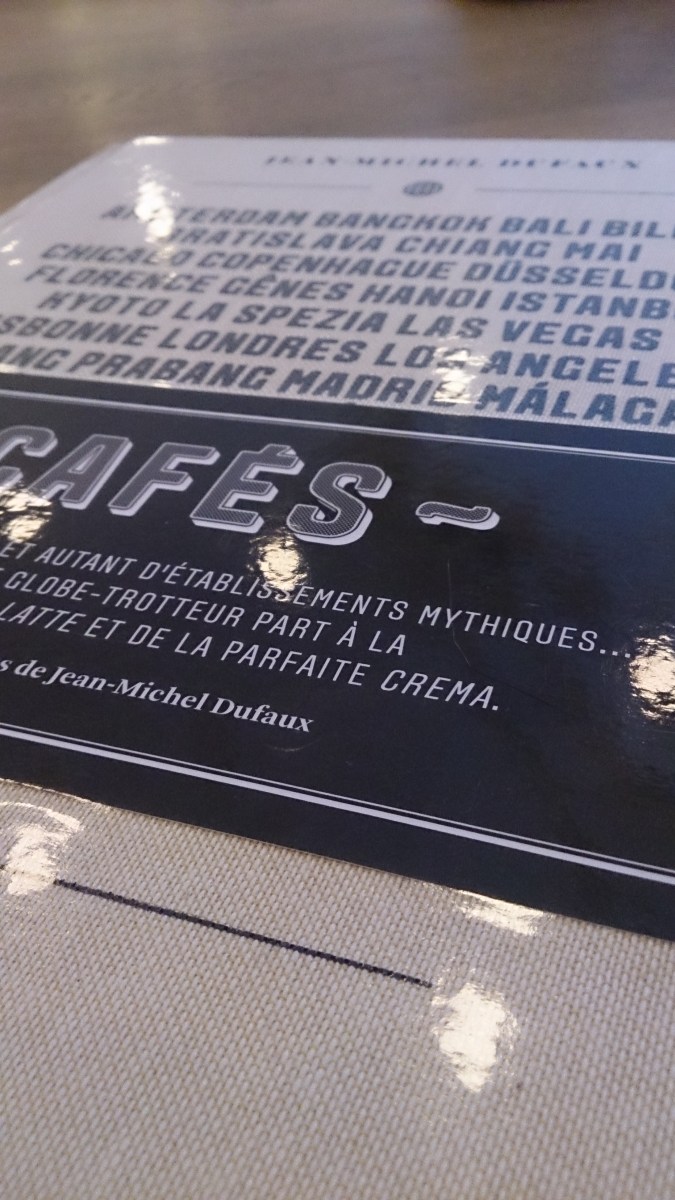 JEAN-MICHEL DUFAUX
AMSTERDAM BANGKOK BALI BIL
BRATISLAVA CHIANG MAI
CHICAGO COPENHAGUE DÜSSELD
FLORENCE GÊNES HANOI ISTANB
KYOTO LA SPEZIA LAS VEGAS
SBONNE LONDRES LOS ANGELE
ANG PRABANG MADRID MÁLAGA
CAFÉS ~
ET AUTANT D'ÉTABLISSEMENTS MYTHIQUES...
GLOBE-TROTTEUR PART À LA
LATTE ET DE LA PARFAITE CREMA.
s de Jean-Michel Dufaux